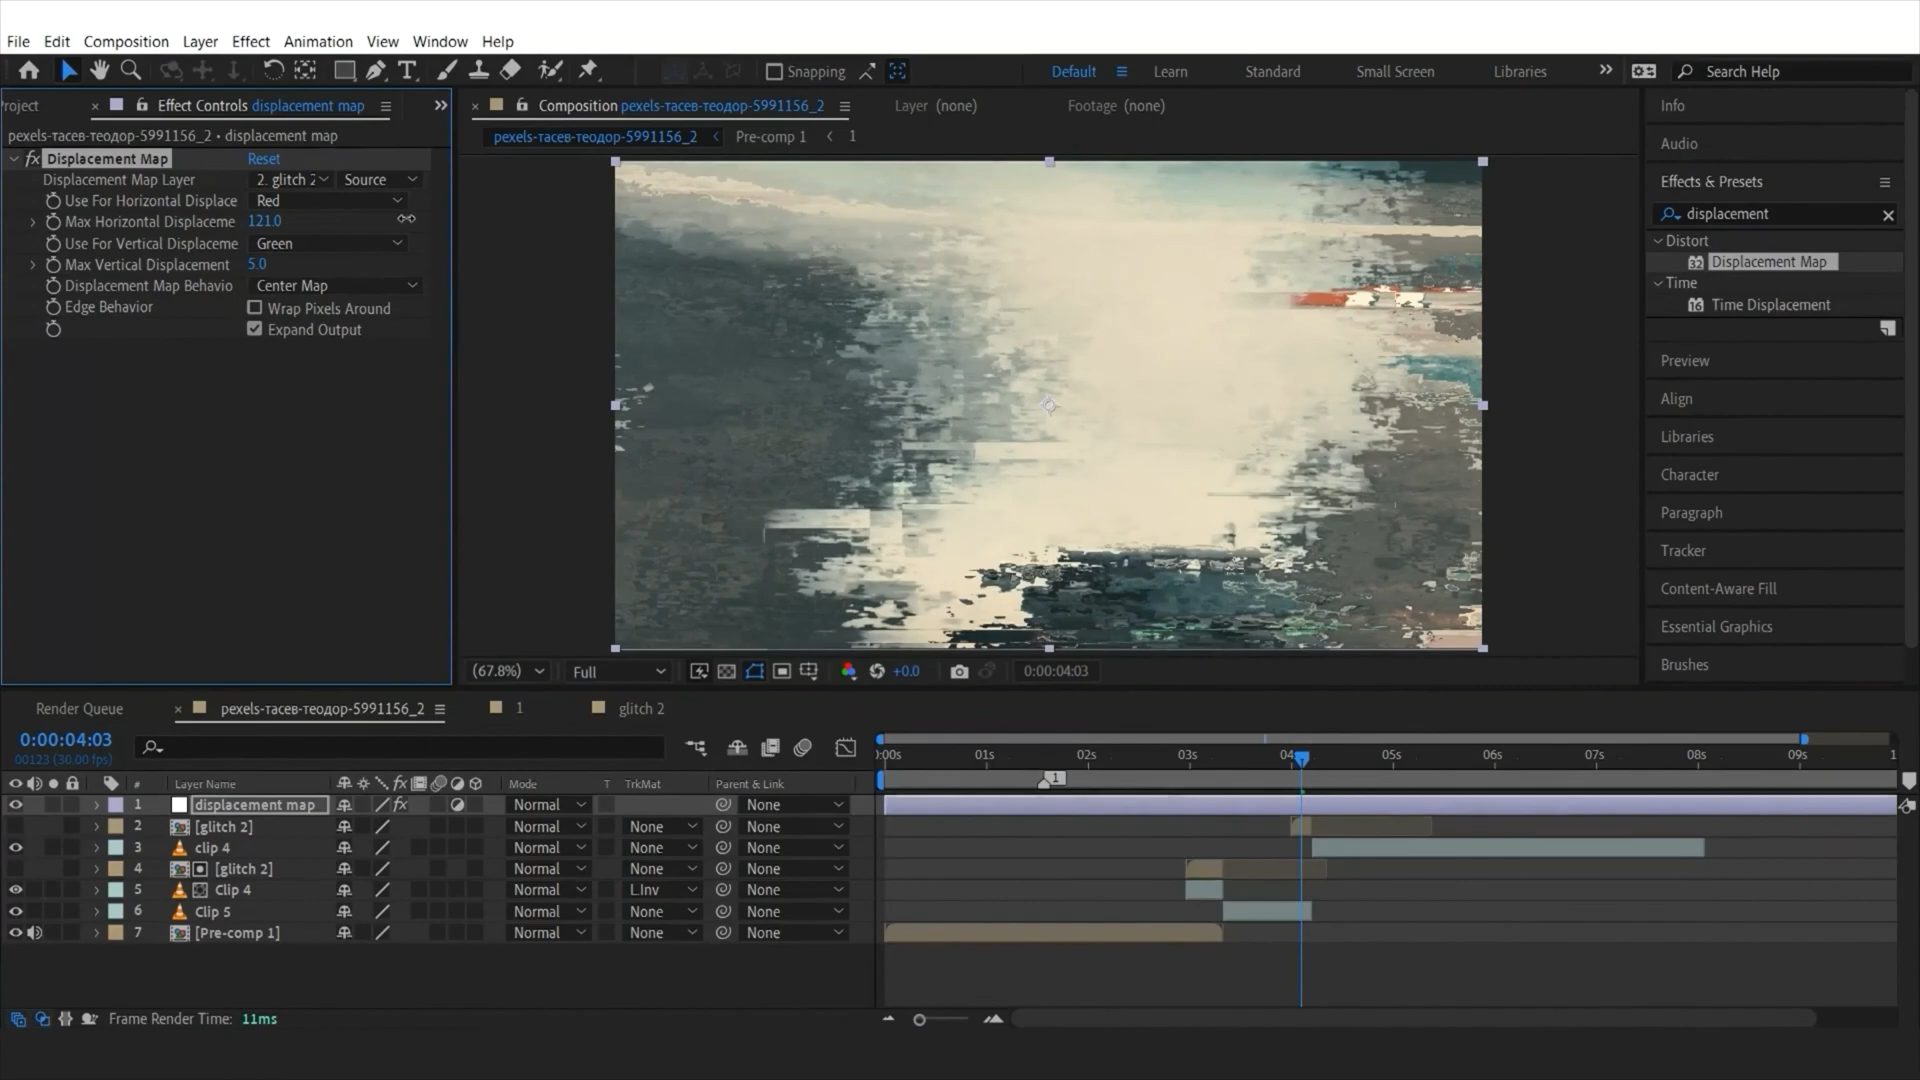 File Edit Composition Layer Effect Animation View Window Help
Snapping Default Learn Standard Small Screen Libraries Search Help
roject Effect Controls displacement map
pexels-тасев-теодор-5991156_2 • displacement map
fx Displacement Map Reset
Displacement Map Layer 2. glitch 2 Source
Use For Horizontal Displace Red
Max Horizontal Displaceme 121.0
Use For Vertical Displaceme Green
Max Vertical Displacement 5.0
Displacement Map Behavio Center Map
Edge Behavior Wrap Pixels Around
Expand Output
Composition pexels-тасев-теодор-5991156_2 Layer (none) Footage (none)
pexels-тасев-теодор-5991156_2 Pre-comp 1 1
(67.8%) Full +0.0 0:00:04:03
Info
Audio
Effects & Presets
displacement
Distort
32 Displacement Map
Time
16 Time Displacement
Preview
Align
Libraries
Character
Paragraph
Tracker
Content-Aware Fill
Essential Graphics
Brushes
Render Queue pexels-тасев-теодор-5991156_2 1 glitch 2
0:00:04:03
00123 (30.00 fps)
:00s 01s 02s 03s 04 05s 06s 07s 08s 09s 1
1
# Layer Name fx Mode T TrkMat Parent & Link
1 displacement map fx Normal None
2 [glitch 2] Normal None None
3 clip 4 Normal None None
4 [glitch 2] Normal None None
5 Clip 4 Normal L.Inv None
6 Clip 5 Normal None None
7 [Pre-comp 1] Normal None None
Frame Render Time: 11ms